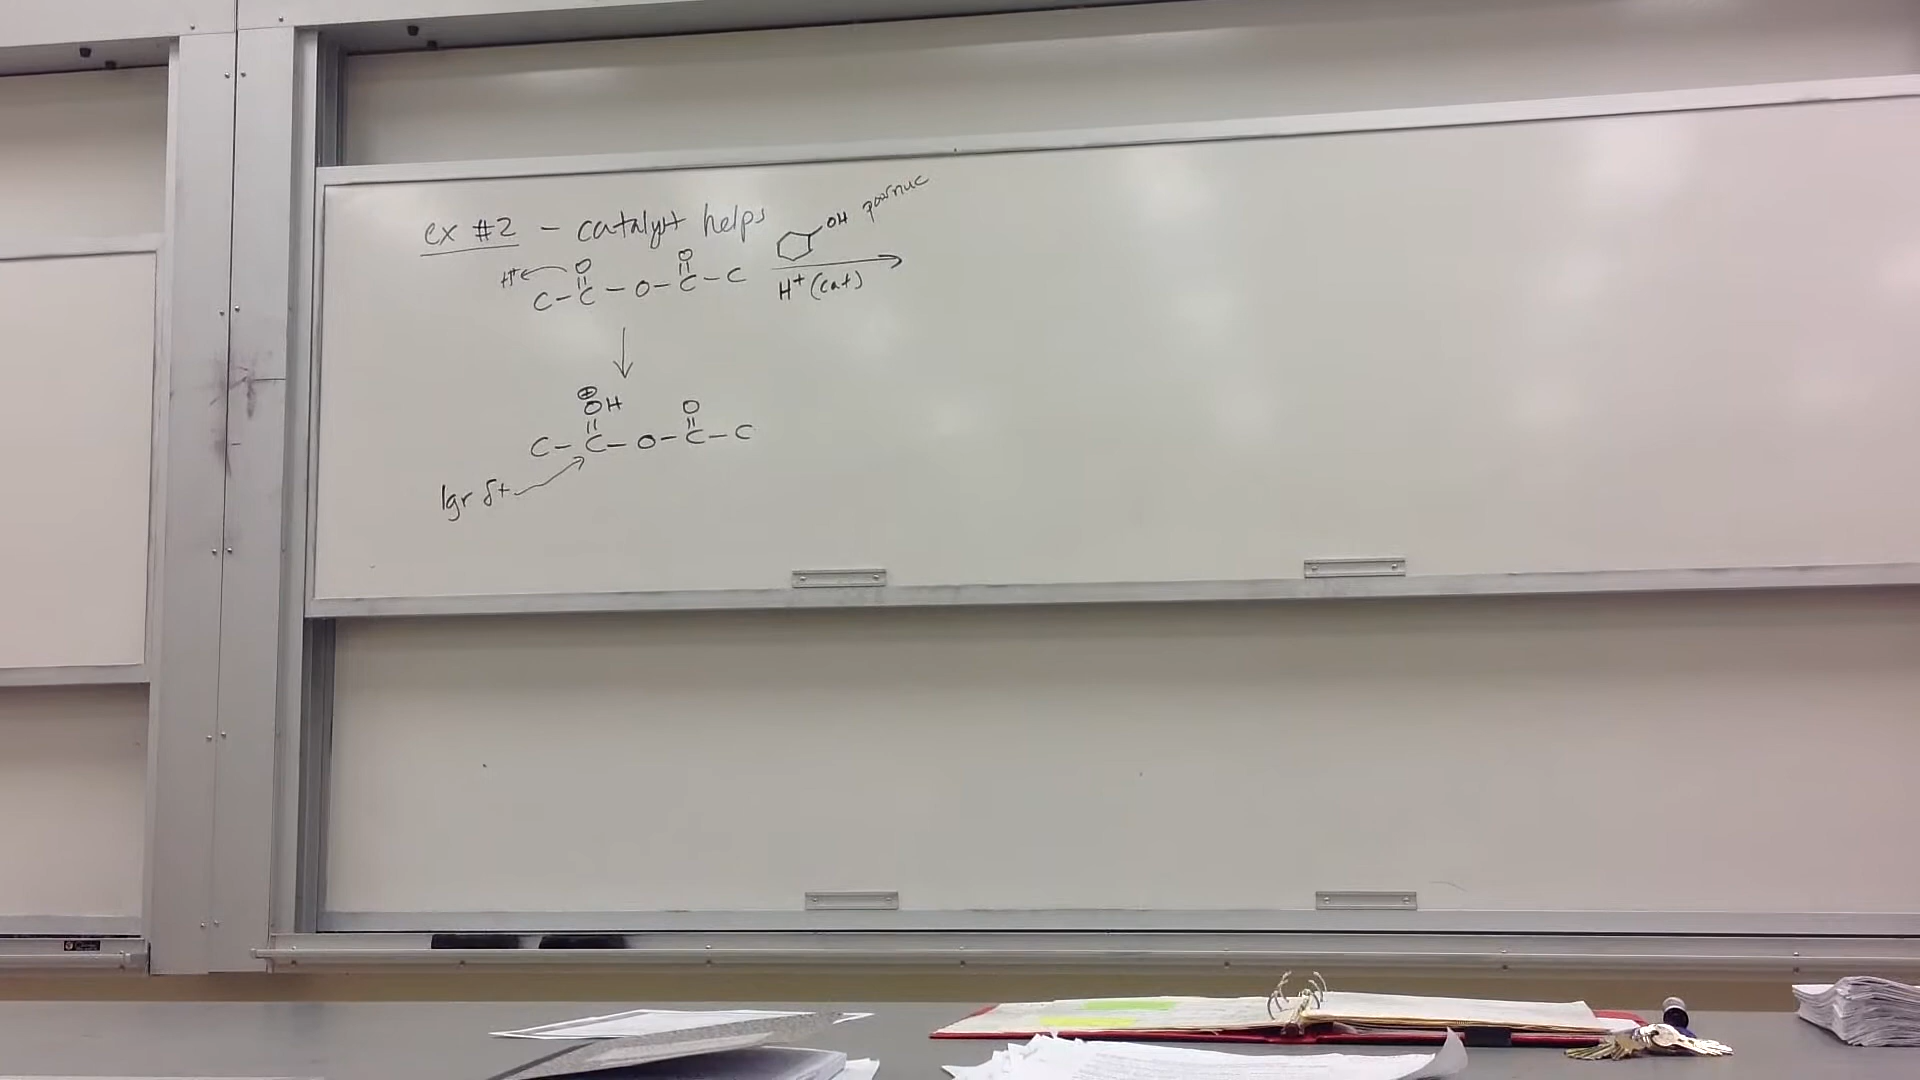 ex #2 - catalyst helps
OH poor nuc
H+ O O
C-C-O-C-C H+ (cat)
⊕
OH O
C-C-O-C-C
lgr δ+